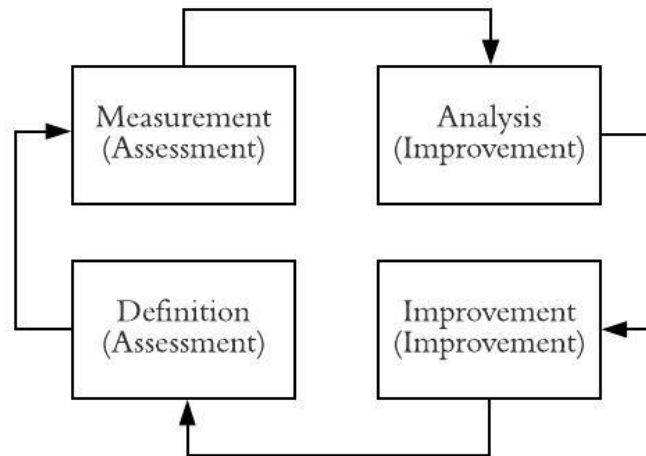 Measurement
(Assessment)
Analysis
(Improvement)
Definition
(Assessment)
Improvement
(Improvement)